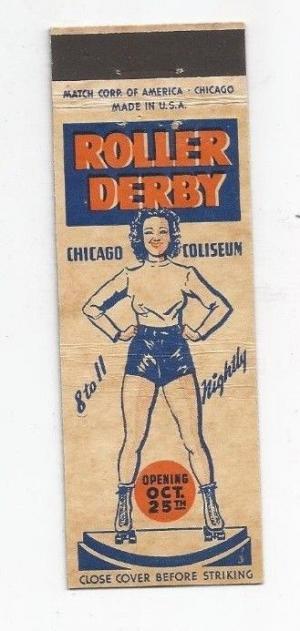 MATCH CORP. OF AMERICA · CHICAGO
MADE IN U.S.A.
ROLLER
DERBY
CHICAGO COLISEUM
8 to 11 Nightly
OPENING
OCT.
25TH
CLOSE COVER BEFORE STRIKING